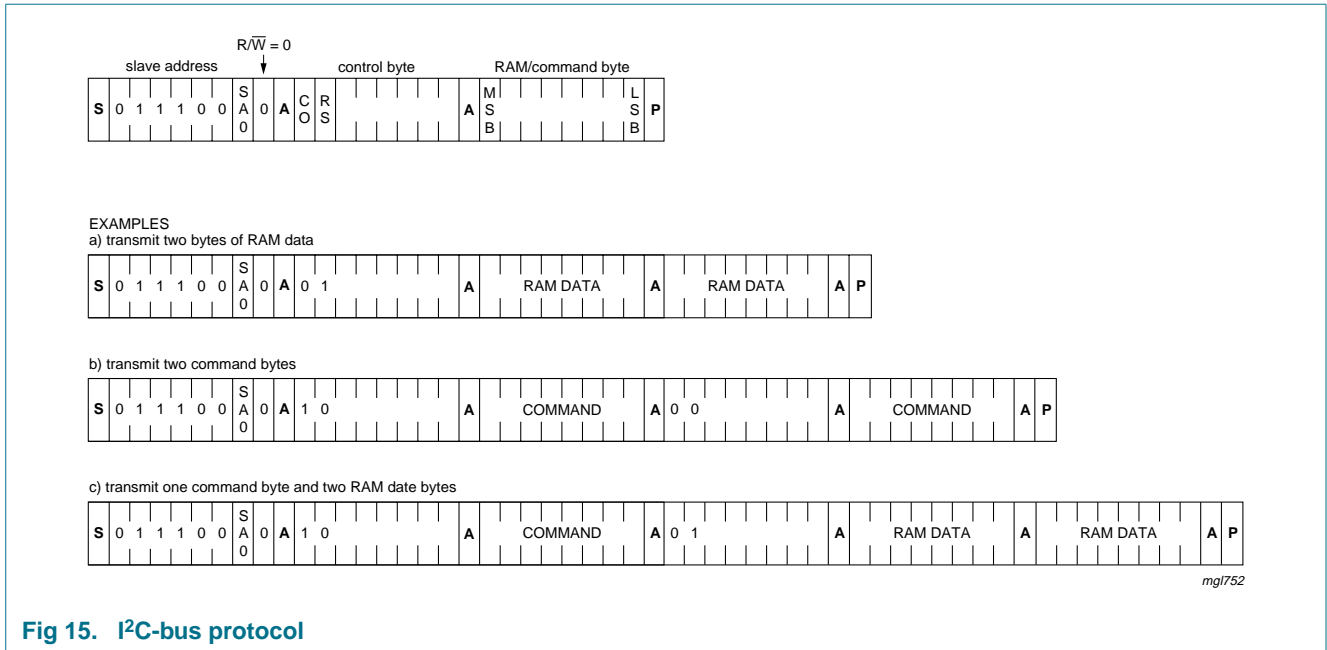 R/W = 0
slave address control byte RAM/command byte
S 0 1 1 1 0 0 SA0 0 A CO RS A MSB LSB P
EXAMPLES
a) transmit two bytes of RAM data
S 0 1 1 1 0 0 SA0 0 A 0 1 A RAM DATA A RAM DATA A P
b) transmit two command bytes
S 0 1 1 1 0 0 SA0 0 A 1 0 A COMMAND A 0 0 A COMMAND A P
c) transmit one command byte and two RAM date bytes
S 0 1 1 1 0 0 SA0 0 A 1 0 A COMMAND A 0 1 A RAM DATA A RAM DATA A P
mgl752
Fig 15. I²C-bus protocol